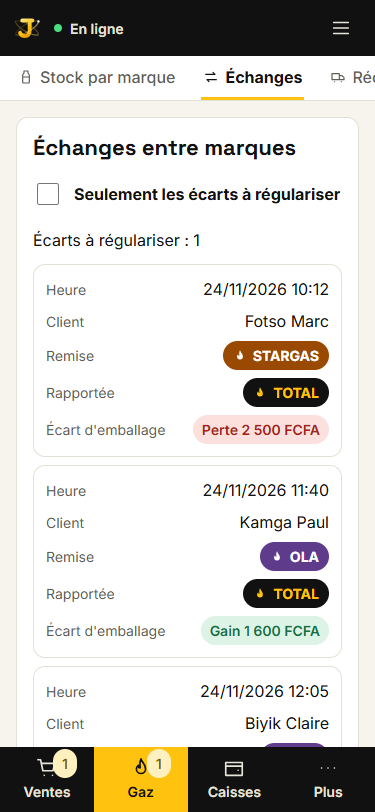 J
En ligne
Stock par marque
Échanges
Réc
Échanges entre marques
Seulement les écarts à régulariser
Écarts à régulariser : 1
Heure 24/11/2026 10:12
Client Fotso Marc
Remise STARGAS
Rapportée TOTAL
Écart d'emballage Perte 2 500 FCFA
Heure 24/11/2026 11:40
Client Kamga Paul
Remise OLA
Rapportée TOTAL
Écart d'emballage Gain 1 600 FCFA
Heure 24/11/2026 12:05
Client Biyik Claire
1
1
Ventes
Gaz
Caisses
Plus